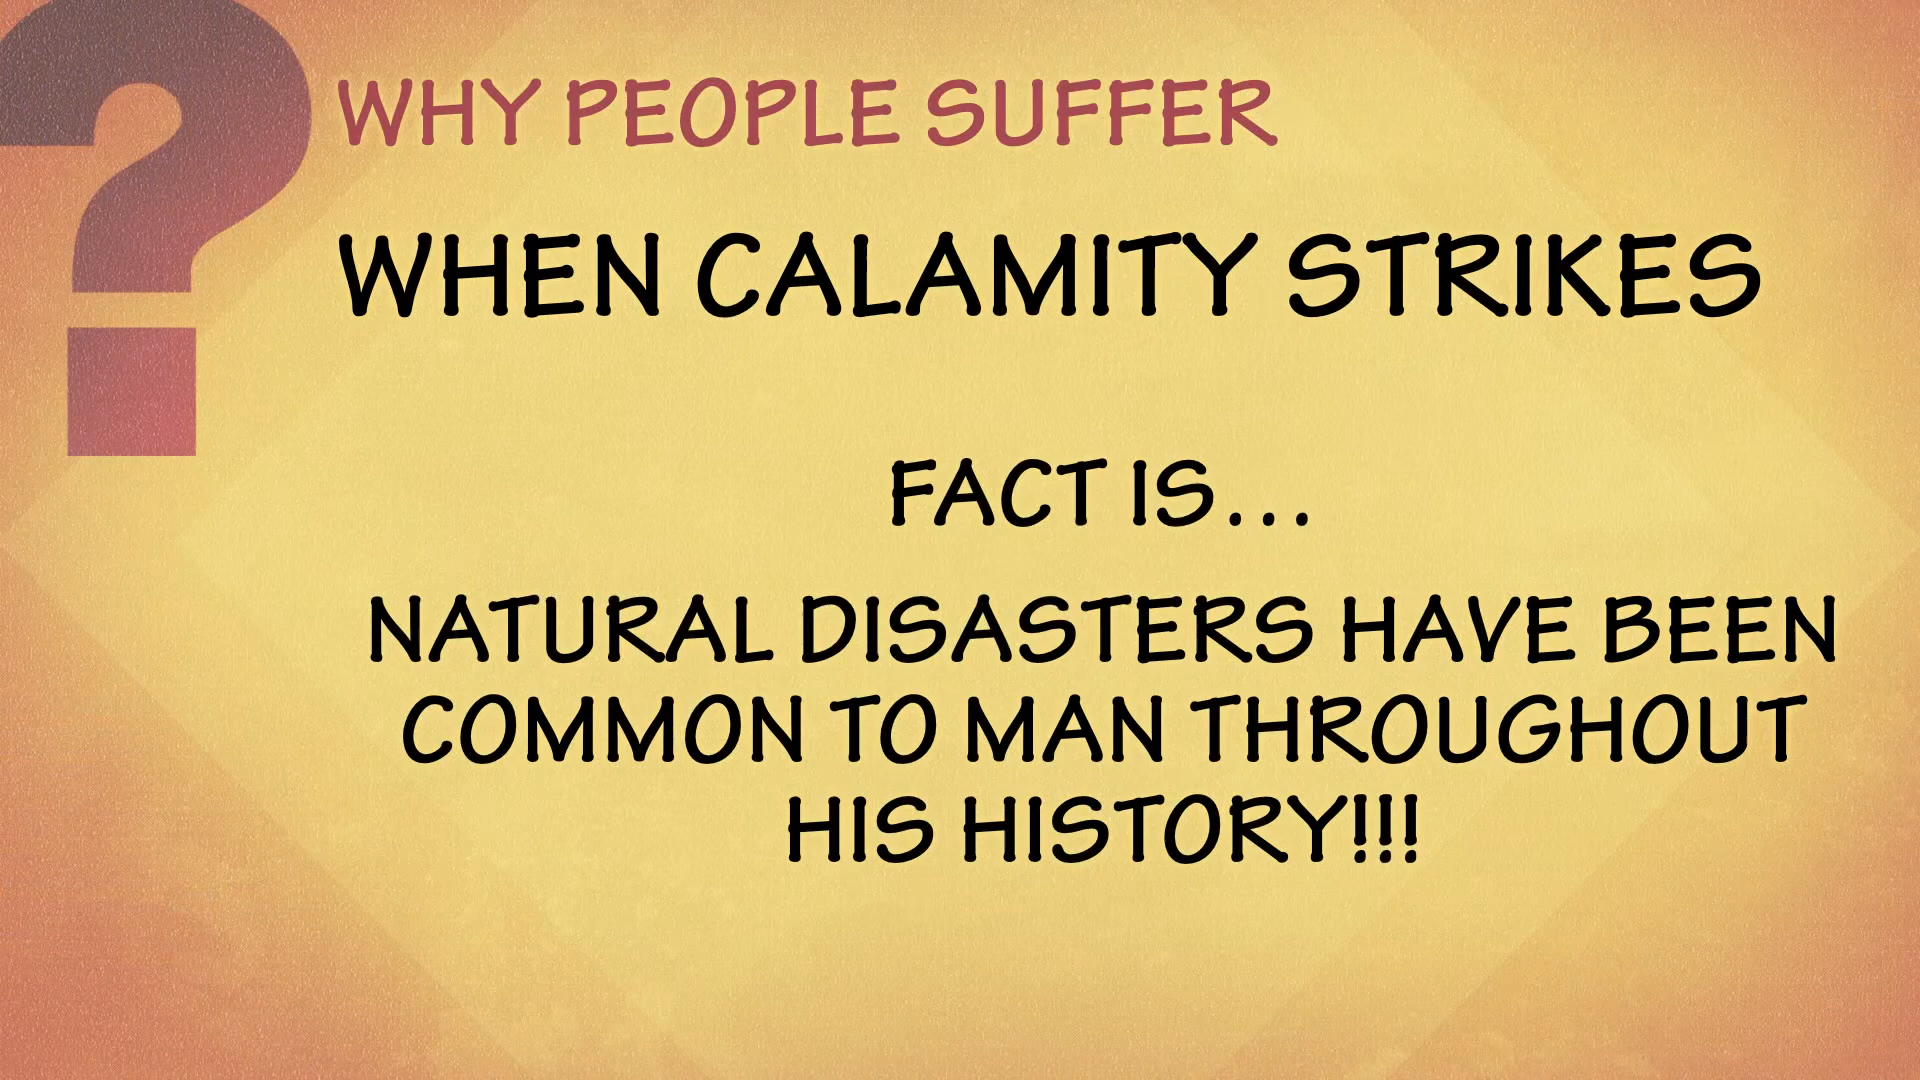 ?
WHY PEOPLE SUFFER
WHEN CALAMITY STRIKES
FACT IS...
NATURAL DISASTERS HAVE BEEN
COMMON TO MAN THROUGHOUT
HIS HISTORY!!!